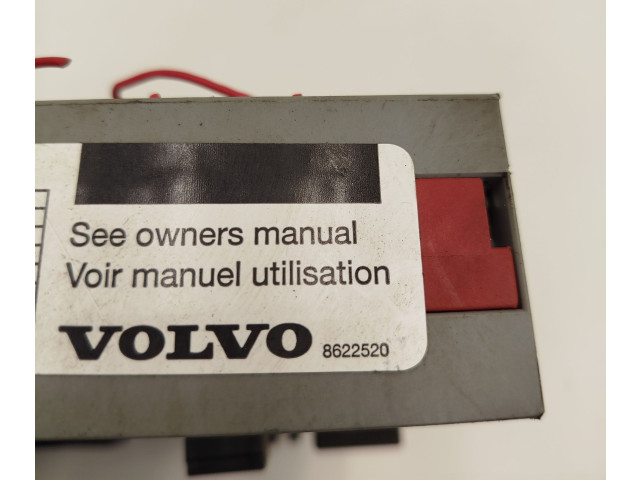 See owners manual
Voir manuel utilisation
VOLVO 8622520